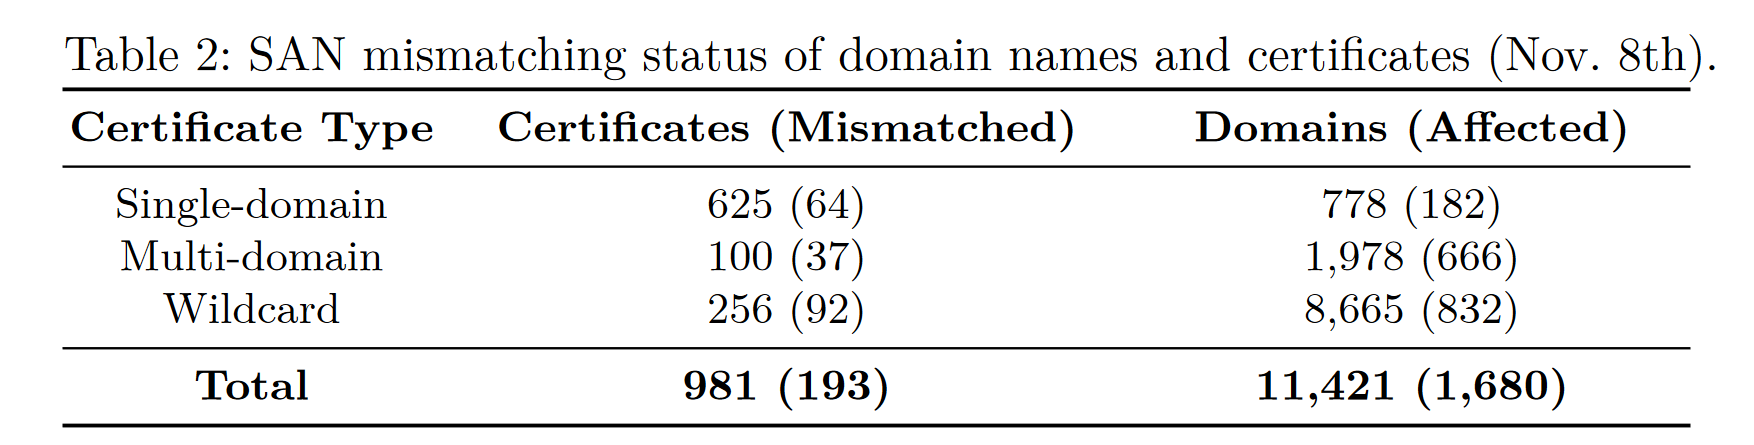 Table 2: SAN mismatching status of domain names and certificates (Nov. 8th).
Certificate Type Certificates (Mismatched) Domains (Affected)
Single-domain 625 (64) 778 (182)
Multi-domain 100 (37) 1,978 (666)
Wildcard 256 (92) 8,665 (832)
Total 981 (193) 11,421 (1,680)